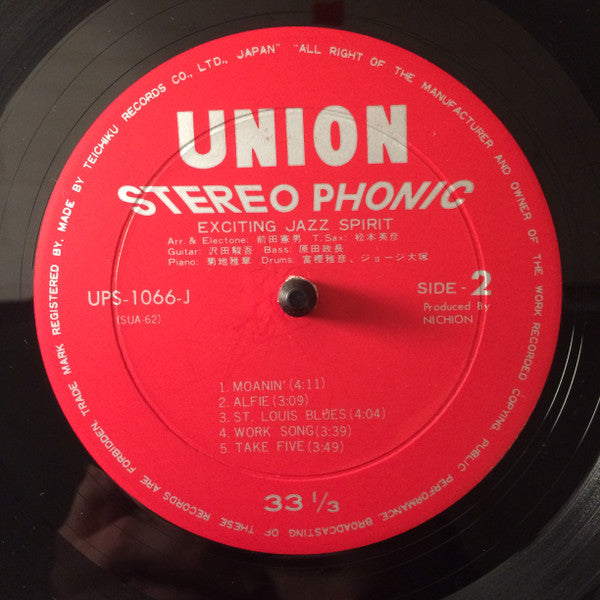 REGISTERED BY. MADE BY TEICHIKU RECORDS CO., LTD., JAPAN" "ALL RIGHT OF THE MANUFACTURER AND OWNER OF THE WORK RECORDED COPYING, PUBLIC PERFORMANCE, BROADCASTING OF THESE RECORDS ARE FORBIDDEN TRADE MARK
UNION
STEREO PHONIC
EXCITING JAZZ SPIRIT
Arr. & Electone: 前田憲男 T. Sax: 松本英彦
Guitar: 沢田駿吾 Bass: 原田政長
Piano: 菊地雅章 Drums: 富樫雅彦、ジョージ大塚
UPS-1066-J
(SUA-62)
SIDE - 2
Produced By
NICHION
1. MOANIN' (4:11)
2. ALFIE (3:09)
3. ST. LOUIS BLUES (4:04)
4. WORK SONG (3:39)
5. TAKE FIVE (3:49)
33 1/3